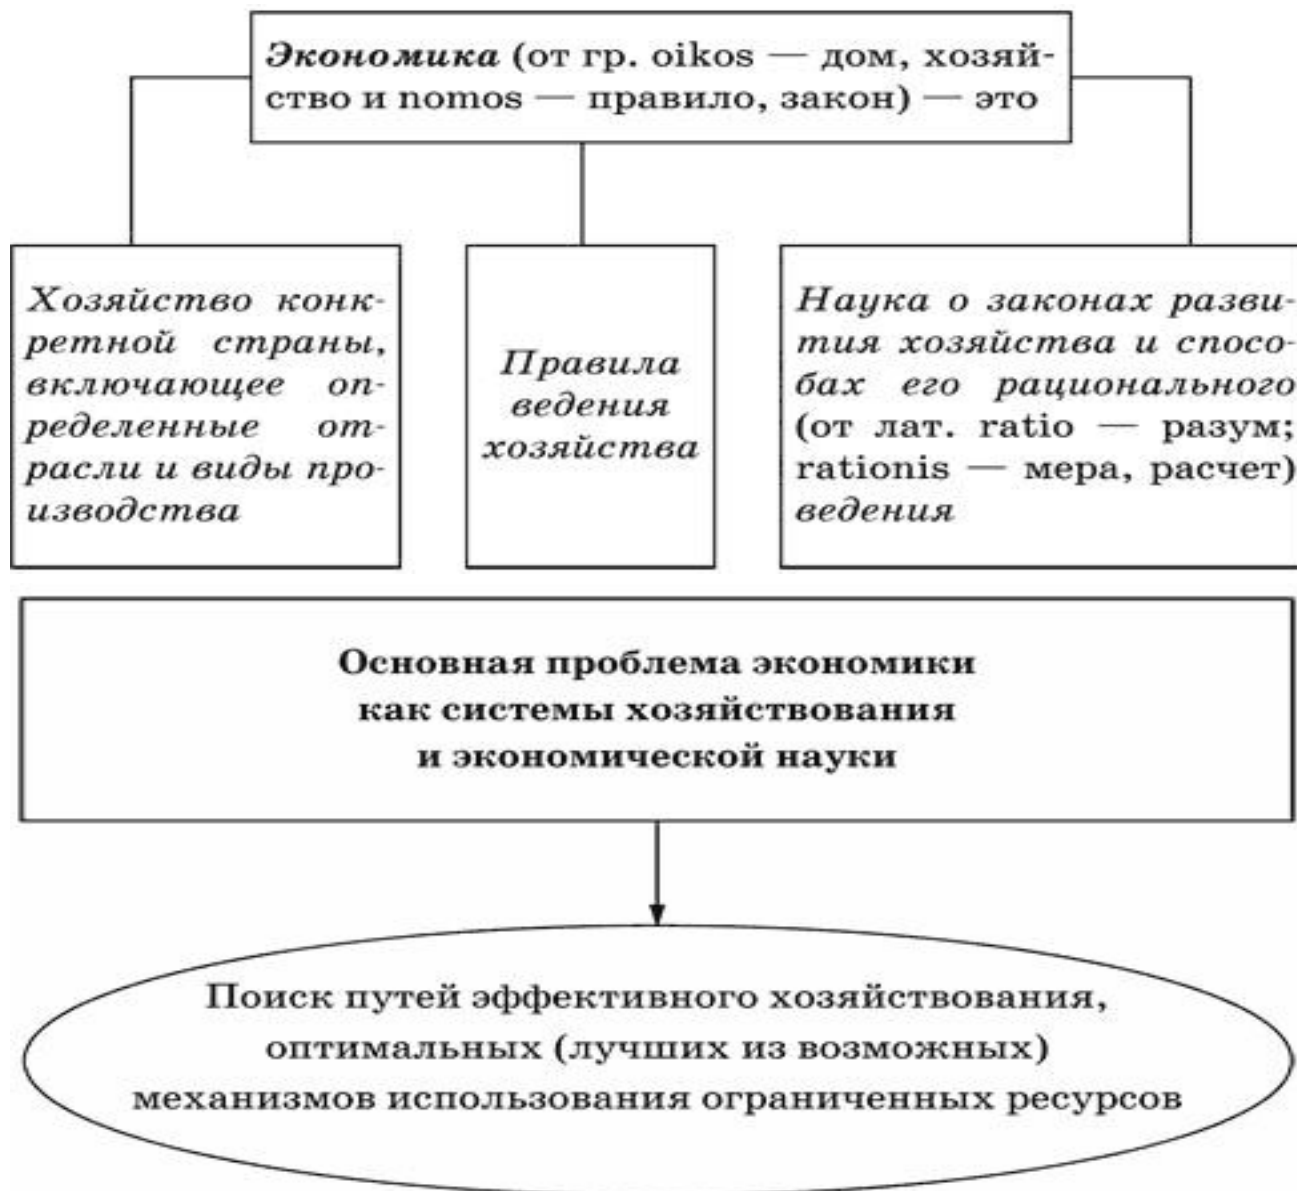 Экономика (от гр. oikos — дом, хозяй-
ство и nomos — правило, закон) — это
Хозяйство конк-
ретной страны,
включающее оп-
ределенные от-
расли и виды про-
изводства
Правила
ведения
хозяйства
Наука о законах разви-
тия хозяйства и спосо-
бах его рационального
(от лат. ratio — разум;
rationis — мера, расчет)
ведения
Основная проблема экономики
как системы хозяйствования
и экономической науки
Поиск путей эффективного хозяйствования,
оптимальных (лучших из возможных)
механизмов использования ограниченных ресурсов